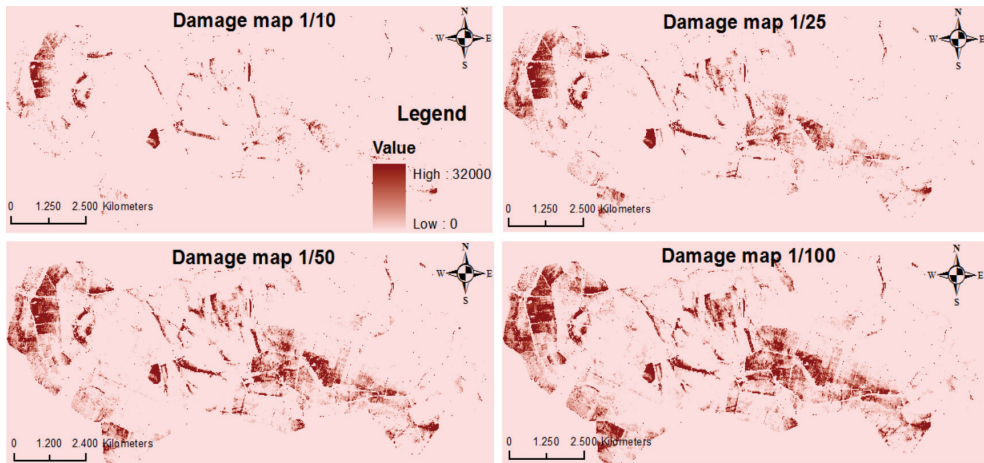 Damage map 1/10
N
W E
S
Legend
Value
High : 32000
Low : 0
0 1.250 2.500 Kilometers
Damage map 1/25
N
W E
S
0 1.250 2.500 Kilometers
Damage map 1/50
N
W E
S
0 1.200 2.400 Kilometers
Damage map 1/100
N
W E
S
0 1.250 2.500 Kilometers